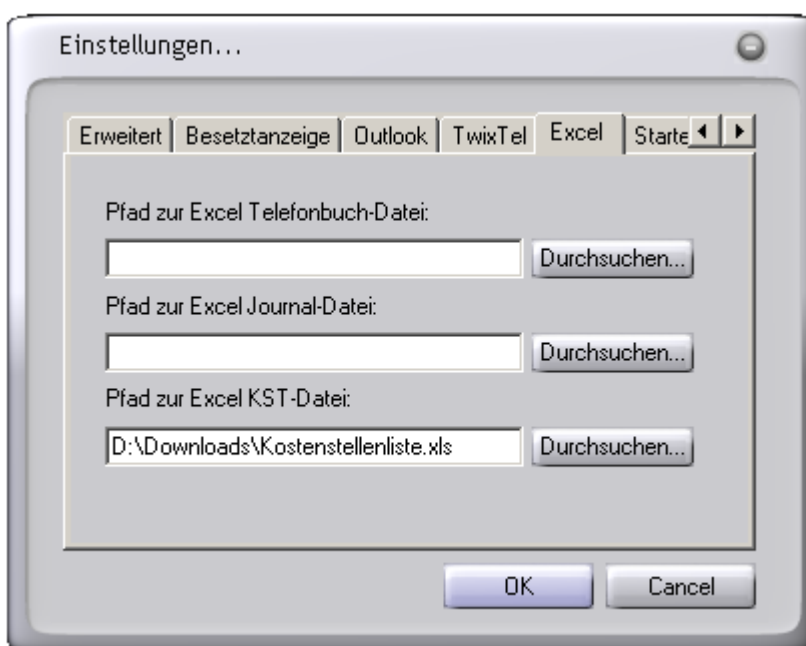 Einstellungen...
Erweitert Besetztanzeige Outlook TwixTel Excel Starte
Pfad zur Excel Telefonbuch-Datei:
Durchsuchen...
Pfad zur Excel Journal-Datei:
Durchsuchen...
Pfad zur Excel KST-Datei:
D:\Downloads\Kostenstellenliste.xls Durchsuchen...
OK Cancel